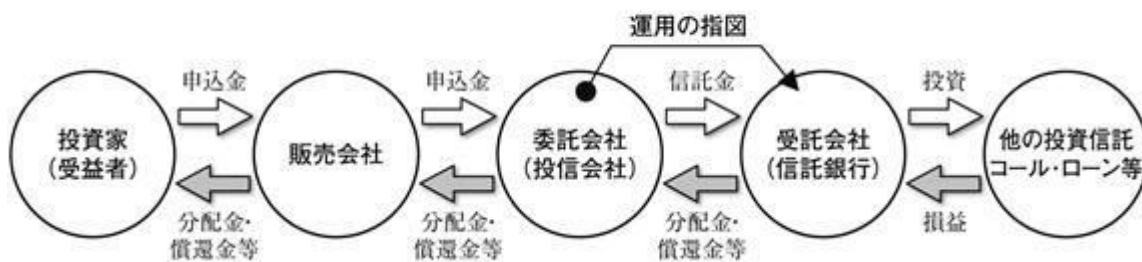 運用の指図
申込金
申込金
信託金
投資
投資家
(受益者)
販売会社
委託会社
(投信会社)
受託会社
(信託銀行)
他の投資信託
コール・ローン等
分配金・
償還金等
分配金・
償還金等
分配金・
償還金等
損益